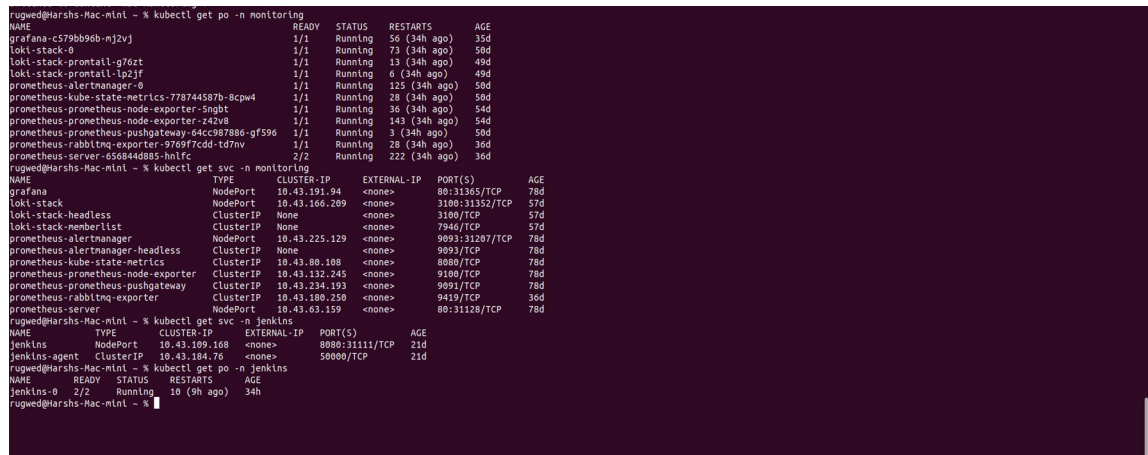 rugwed@Harshs-Mac-mini ~ % kubectl get po -n monitoring
NAME READY STATUS RESTARTS AGE
grafana-c579bb96b-mj2vj 1/1 Running 56 (34h ago) 35d
loki-stack-0 1/1 Running 73 (34h ago) 50d
loki-stack-promtail-g76zt 1/1 Running 13 (34h ago) 49d
loki-stack-promtail-lp2jf 1/1 Running 6 (34h ago) 49d
prometheus-alertmanager-0 1/1 Running 125 (34h ago) 50d
prometheus-kube-state-metrics-778744587b-8cpw4 1/1 Running 28 (34h ago) 50d
prometheus-prometheus-node-exporter-5ngbt 1/1 Running 36 (34h ago) 54d
prometheus-prometheus-node-exporter-z42v8 1/1 Running 143 (34h ago) 54d
prometheus-prometheus-pushgateway-64cc987886-gf596 1/1 Running 3 (34h ago) 50d
prometheus-rabbitmq-exporter-9769f7cdd-td7nv 1/1 Running 28 (34h ago) 36d
prometheus-server-656844d885-hnlfc 2/2 Running 222 (34h ago) 36d
rugwed@Harshs-Mac-mini ~ % kubectl get svc -n monitoring
NAME TYPE CLUSTER-IP EXTERNAL-IP PORT(S) AGE
grafana NodePort 10.43.191.94 <none> 80:31365/TCP 78d
loki-stack NodePort 10.43.166.209 <none> 3100:31352/TCP 57d
loki-stack-headless ClusterIP None <none> 3100/TCP 57d
loki-stack-memberlist ClusterIP None <none> 7946/TCP 57d
prometheus-alertmanager NodePort 10.43.225.129 <none> 9093:31207/TCP 78d
prometheus-alertmanager-headless ClusterIP None <none> 9093/TCP 78d
prometheus-kube-state-metrics ClusterIP 10.43.80.108 <none> 8080/TCP 78d
prometheus-prometheus-node-exporter ClusterIP 10.43.132.245 <none> 9100/TCP 78d
prometheus-prometheus-pushgateway ClusterIP 10.43.234.193 <none> 9091/TCP 78d
prometheus-rabbitmq-exporter ClusterIP 10.43.180.250 <none> 9419/TCP 36d
prometheus-server NodePort 10.43.63.159 <none> 80:31128/TCP 78d
rugwed@Harshs-Mac-mini ~ % kubectl get svc -n jenkins
NAME TYPE CLUSTER-IP EXTERNAL-IP PORT(S) AGE
jenkins NodePort 10.43.109.168 <none> 8080:31111/TCP 21d
jenkins-agent ClusterIP 10.43.184.76 <none> 50000/TCP 21d
rugwed@Harshs-Mac-mini ~ % kubectl get po -n jenkins
NAME READY STATUS RESTARTS AGE
jenkins-0 2/2 Running 10 (9h ago) 34h
rugwed@Harshs-Mac-mini ~ %